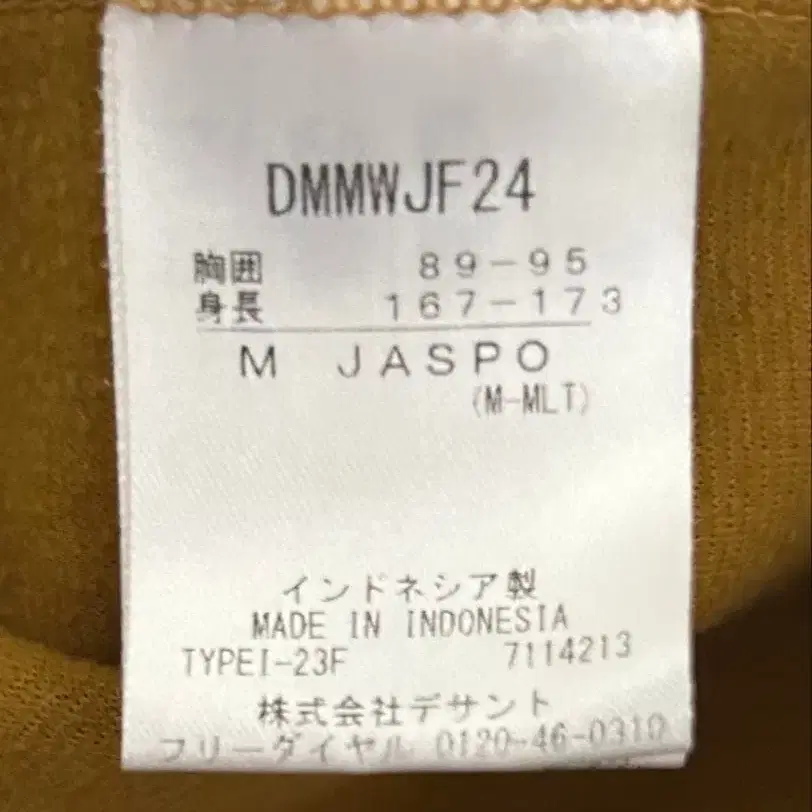 DMMWJF24
胸囲 89-95
身長 167-173
M JASPO
(M-MLT)
インドネシア製
MADE IN INDONESIA
TYPEI-23F 7114213
株式会社デサント
フリーダイヤル 0120-46-0310